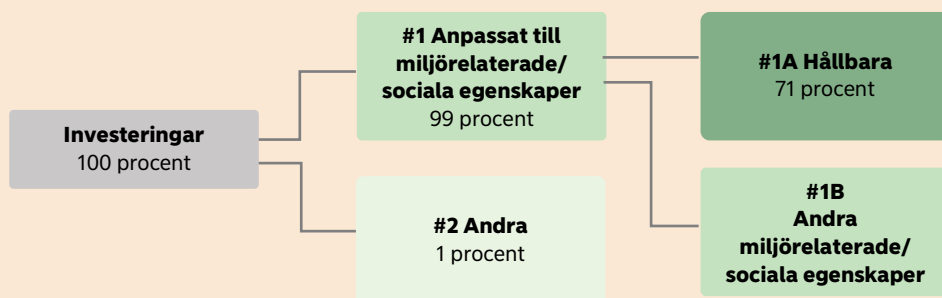 Investeringar
100 procent
#1 Anpassat till
miljörelaterade/
sociala egenskaper
99 procent
#2 Andra
1 procent
#1A Hållbara
71 procent
#1B
Andra
miljörelaterade/
sociala egenskaper